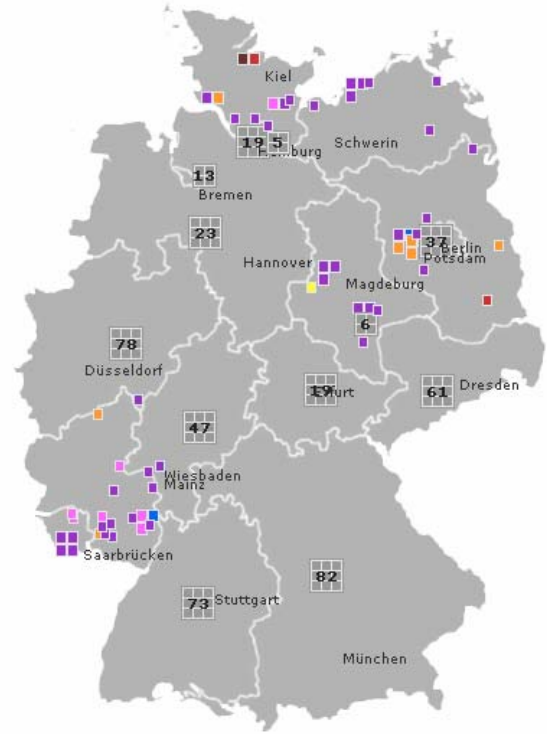 Kiel
Schwerin
19
5
Hamburg
13
Bremen
23
37
Berlin
Potsdam
Hannover
Magdeburg
6
78
Düsseldorf
19
Erfurt
61
Dresden
47
Wiesbaden
Mainz
Saarbrücken
82
73
Stuttgart
München